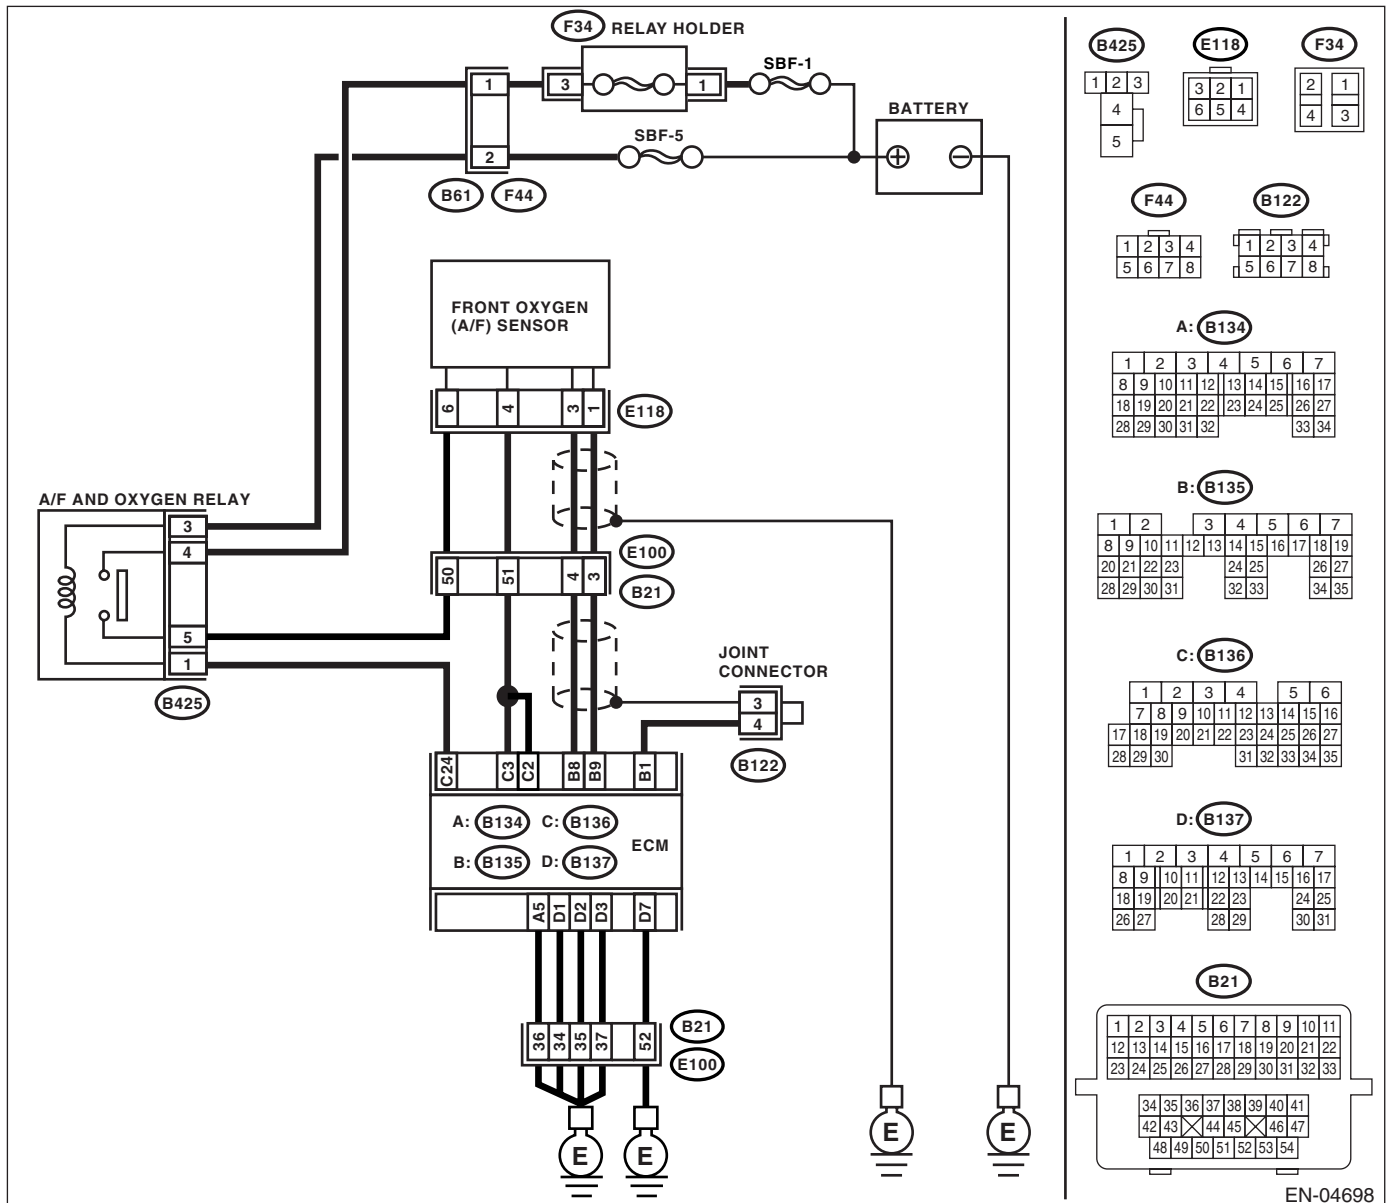 F34 RELAY HOLDER
SBF-1
1 3 1
BATTERY
SBF-5
2
B61 F44
FRONT OXYGEN
(A/F) SENSOR
6 4 3 1
E118
A/F AND OXYGEN RELAY
3
4
5
1
B425
E100
50 51 4 3
B21
JOINT
CONNECTOR
3
4
B122
C24 C3 C2 B8 B9 B1
A: B134 C: B136
B: B135 D: B137
ECM
A5 D1 D2 D3 D7
36 34 35 37 52
B21
E100
E E E E
B425
1 2 3
4
5
E118
3 2 1
6 5 4
F34
2 1
4 3
F44
1 2 3 4
5 6 7 8
B122
1 2 3 4
5 6 7 8
A: B134
1 2 3 4 5 6 7
8 9 10 11 12 13 14 15 16 17
18 19 20 21 22 23 24 25 26 27
28 29 30 31 32 33 34
B: B135
1 2 3 4 5 6 7
8 9 10 11 12 13 14 15 16 17 18 19
20 21 22 23 24 25 26 27
28 29 30 31 32 33 34 35
C: B136
1 2 3 4 5 6
7 8 9 10 11 12 13 14 15 16
17 18 19 20 21 22 23 24 25 26 27
28 29 30 31 32 33 34 35
D: B137
1 2 3 4 5 6 7
8 9 10 11 12 13 14 15 16 17
18 19 20 21 22 23 24 25
26 27 28 29 30 31
B21
1 2 3 4 5 6 7 8 9 10 11
12 13 14 15 16 17 18 19 20 21 22
23 24 25 26 27 28 29 30 31 32 33
34 35 36 37 38 39 40 41
42 43 44 45 46 47
48 49 50 51 52 53 54
EN-04698